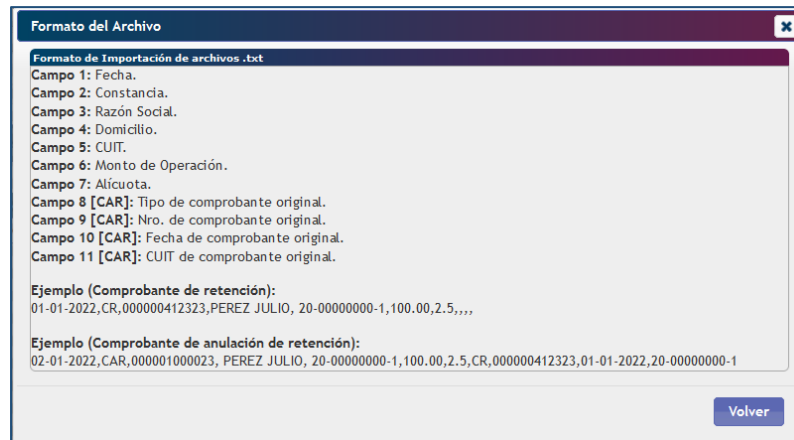 Formato del Archivo
Formato de Importación de archivos .txt
Campo 1: Fecha.
Campo 2: Constancia.
Campo 3: Razón Social.
Campo 4: Domicilio.
Campo 5: CUIT.
Campo 6: Monto de Operación.
Campo 7: Alícuota.
Campo 8 [CAR]: Tipo de comprobante original.
Campo 9 [CAR]: Nro. de comprobante original.
Campo 10 [CAR]: Fecha de comprobante original.
Campo 11 [CAR]: CUIT de comprobante original.
Ejemplo (Comprobante de retención):
01-01-2022,CR,000000412323,PEREZ JULIO, 20-00000000-1,100.00,2.5,,,,
Ejemplo (Comprobante de anulación de retención):
02-01-2022,CAR,000001000023, PEREZ JULIO, 20-00000000-1,100.00,2.5,CR,000000412323,01-01-2022,20-00000000-1
Volver